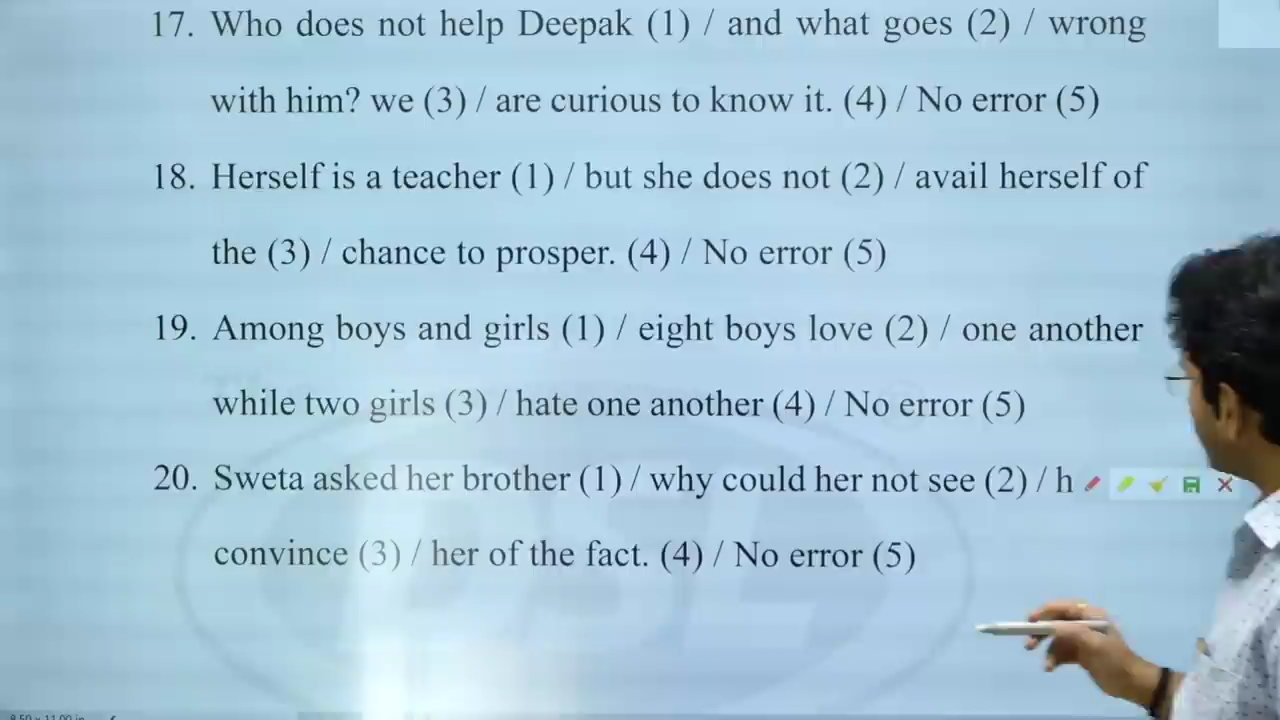 17. Who does not help Deepak (1) / and what goes (2) / wrong
with him? we (3) / are curious to know it. (4) / No error (5)
18. Herself is a teacher (1) / but she does not (2) / avail herself of
the (3) / chance to prosper. (4) / No error (5)
19. Among boys and girls (1) / eight boys love (2) / one another
while two girls (3) / hate one another (4) / No error (5)
20. Sweta asked her brother (1) / why could her not see (2) /
convince (3) / her of the fact. (4) / No error (5)
PSL